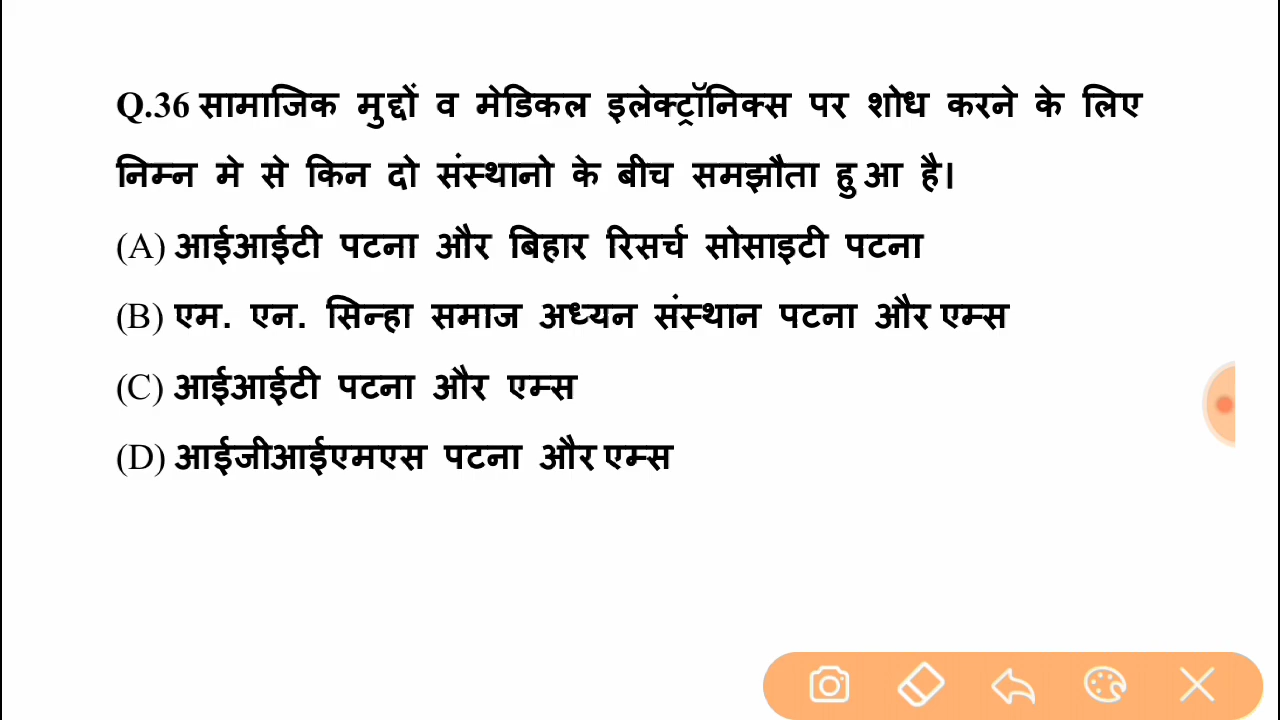 Q.36 सामाजिक मुद्दों व मेडिकल इलेक्ट्रॉनिक्स पर शोध करने के लिए
निम्न मे से किन दो संस्थानो के बीच समझौता हुआ है।
(A) आईआईटी पटना और बिहार रिसर्च सोसाइटी पटना
(B) एम. एन. सिन्हा समाज अध्यन संस्थान पटना और एम्स
(C) आईआईटी पटना और एम्स
(D) आईजीआईएमएस पटना और एम्स